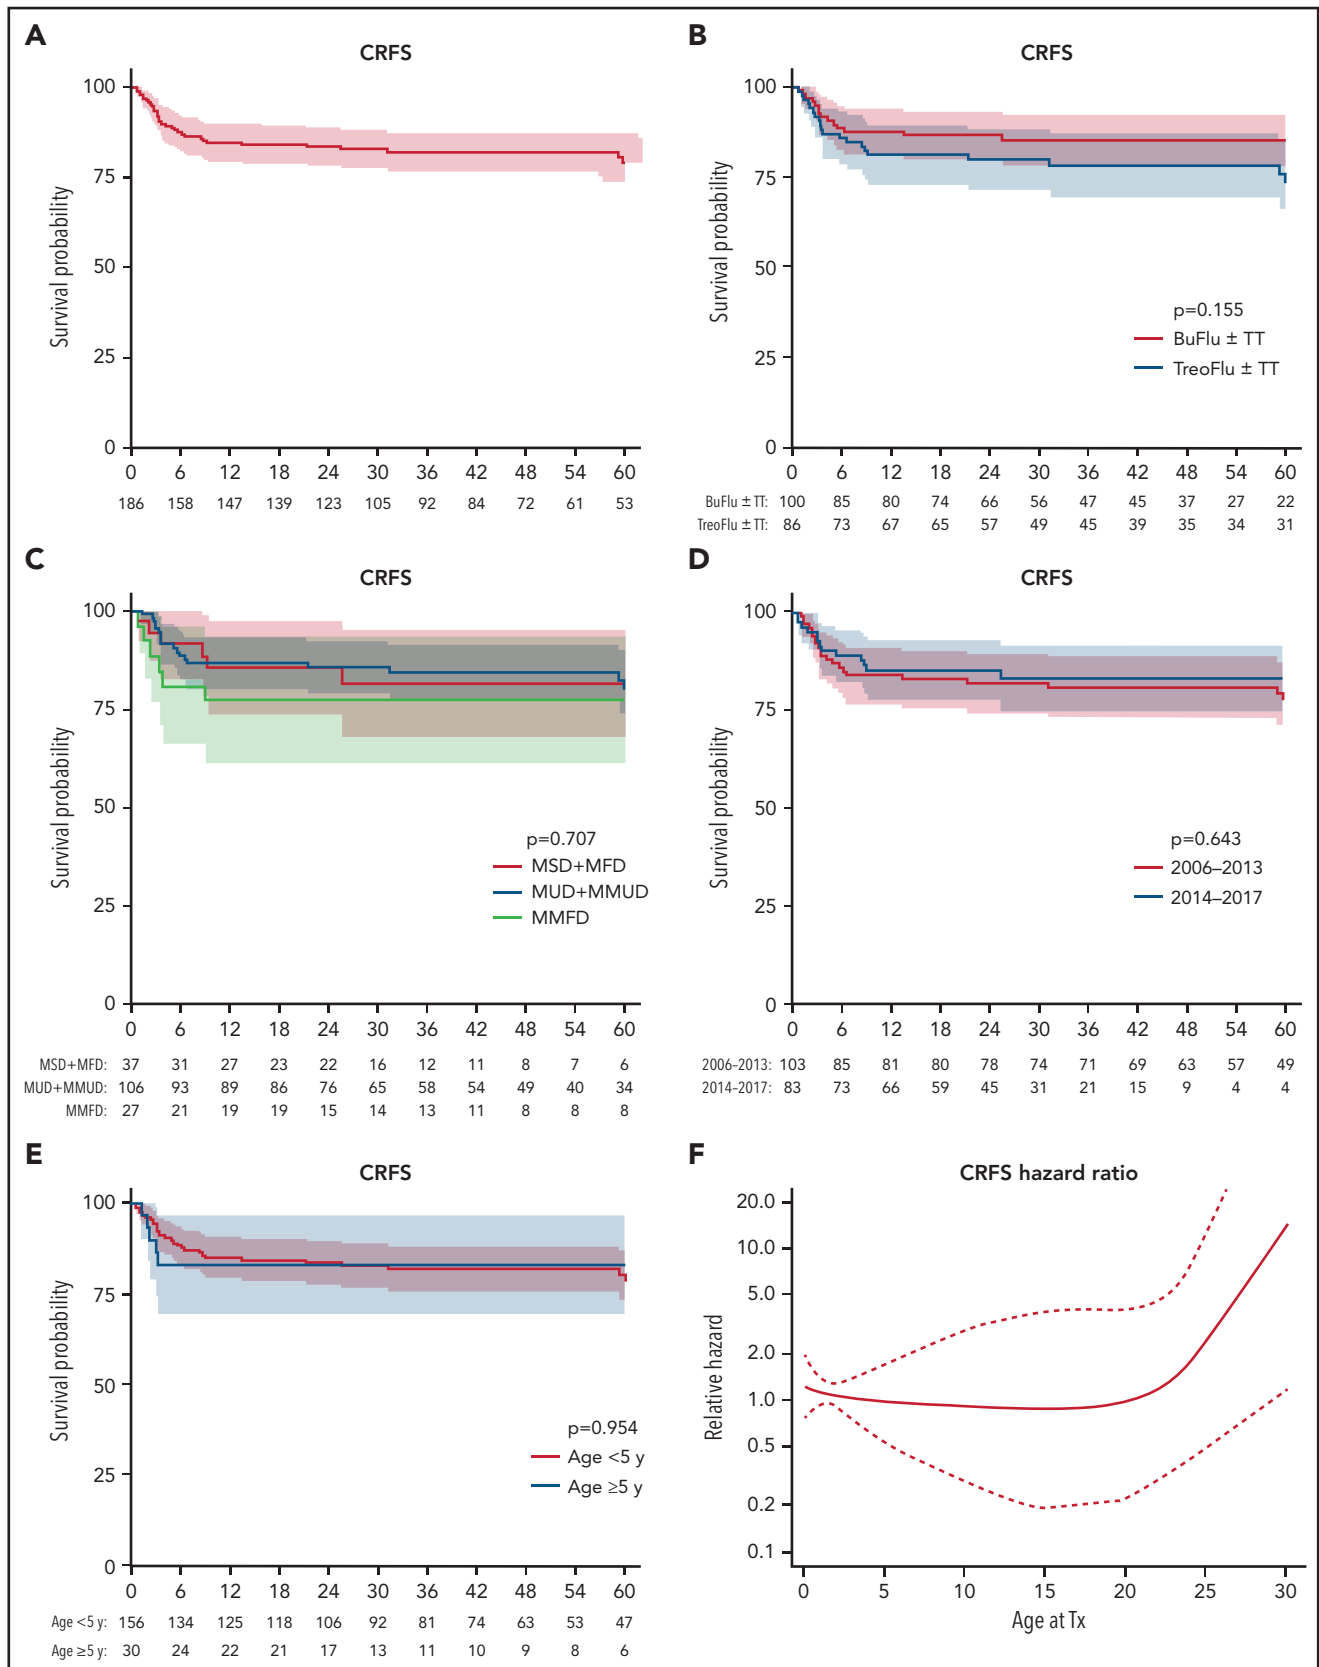 A
CRFS
Survival probability
100
75
50
25
0
0 6 12 18 24 30 36 42 48 54 60
186 158 147 139 123 105 92 84 72 61 53
B
CRFS
Survival probability
100
75
50
25
0
p=0.155
BuFlu ± TT
TreoFlu ± TT
0 6 12 18 24 30 36 42 48 54 60
BuFlu ± TT: 100 85 80 74 66 56 47 45 37 27 22
TreoFlu ± TT: 86 73 67 65 57 49 45 39 35 34 31
C
CRFS
Survival probability
100
75
50
25
0
p=0.707
MSD+MFD
MUD+MMUD
MMFD
0 6 12 18 24 30 36 42 48 54 60
MSD+MFD: 37 31 27 23 22 16 12 11 8 7 6
MUD+MMUD: 106 93 89 86 76 65 58 54 49 40 34
MMFD: 27 21 19 19 15 14 13 11 8 8 8
D
CRFS
Survival probability
100
75
50
25
0
p=0.643
2006–2013
2014–2017
0 6 12 18 24 30 36 42 48 54 60
2006–2013: 103 85 81 80 78 74 71 69 63 57 49
2014–2017: 83 73 66 59 45 31 21 15 9 4 4
E
CRFS
Survival probability
100
75
50
25
0
p=0.954
Age <5 y
Age ≥5 y
0 6 12 18 24 30 36 42 48 54 60
Age <5 y: 156 134 125 118 106 92 81 74 63 53 47
Age ≥5 y: 30 24 22 21 17 13 11 10 9 8 6
F
CRFS hazard ratio
Relative hazard
20.0
10.0
5.0
2.0
1.0
0.5
0.2
0.1
0 5 10 15 20 25 30
Age at Tx